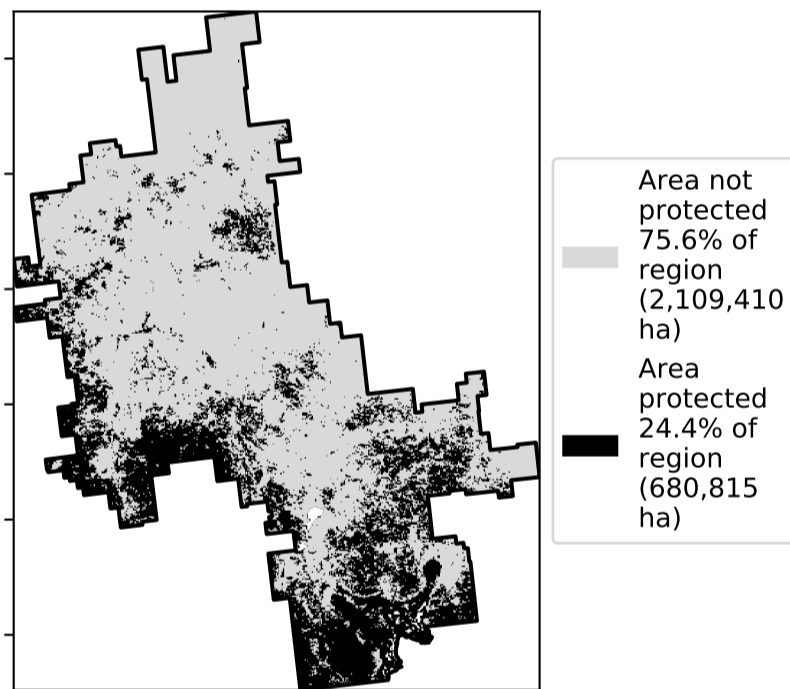 Area not
protected
75.6% of
region
(2,109,410
ha)
Area
protected
24.4% of
region
(680,815
ha)